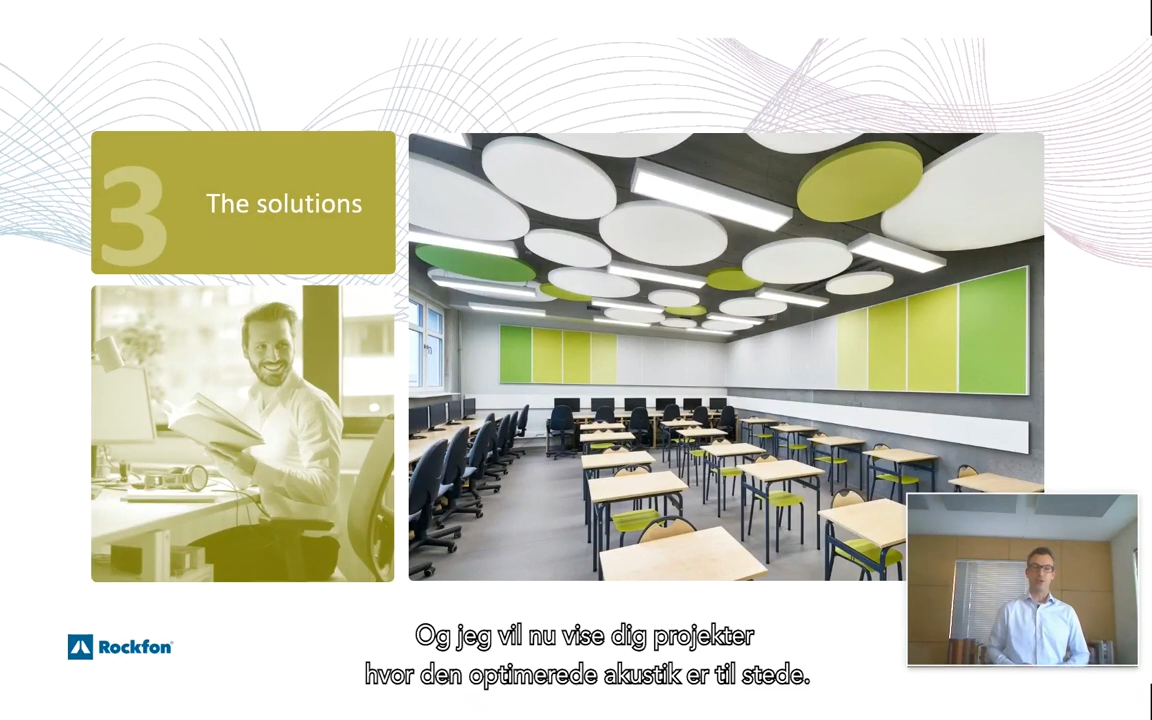 3
The solutions
Rockfon
Og jeg vil nu vise dig projekter
hvor den optimerede akustik er til stede.